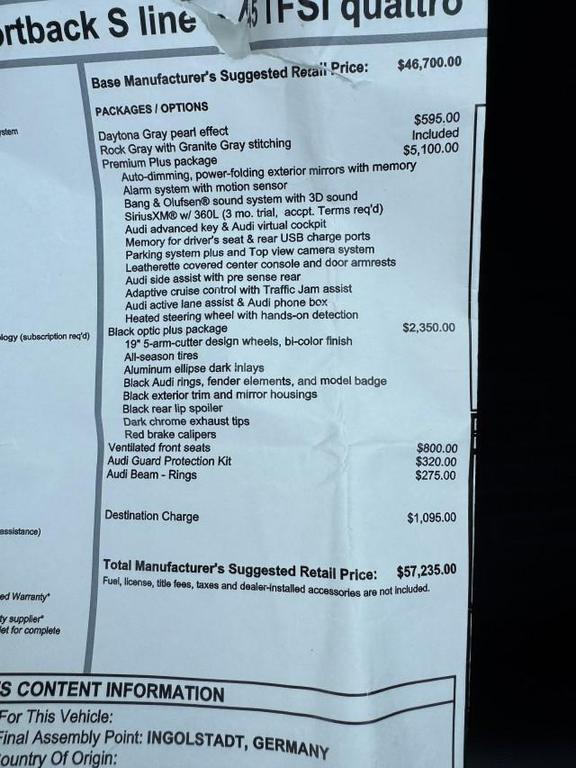 rtback S line 45 TFSI quattro
Base Manufacturer's Suggested Retail Price: $46,700.00
PACKAGES / OPTIONS
Daytona Gray pearl effect $595.00
Rock Gray with Granite Gray stitching Included
Premium Plus package $5,100.00
Auto-dimming, power-folding exterior mirrors with memory
Alarm system with motion sensor
Bang & Olufsen® sound system with 3D sound
SiriusXM® w/ 360L (3 mo. trial, accpt. Terms req'd)
Audi advanced key & Audi virtual cockpit
Memory for driver's seat & rear USB charge ports
Parking system plus and Top view camera system
Leatherette covered center console and door armrests
Audi side assist with pre sense rear
Adaptive cruise control with Traffic Jam assist
Audi active lane assist & Audi phone box
Heated steering wheel with hands-on detection
Black optic plus package $2,350.00
19" 5-arm-cutter design wheels, bi-color finish
All-season tires
Aluminum ellipse dark inlays
Black Audi rings, fender elements, and model badge
Black exterior trim and mirror housings
Black rear lip spoiler
Dark chrome exhaust tips
Red brake calipers
Ventilated front seats $800.00
Audi Guard Protection Kit $320.00
Audi Beam - Rings $275.00
Destination Charge $1,095.00
Total Manufacturer's Suggested Retail Price: $57,235.00
Fuel, license, title fees, taxes and dealer-installed accessories are not included.
ystem
logy (subscription req'd)
assistance)
ed Warranty*
ty supplier*
let for complete
'S CONTENT INFORMATION
For This Vehicle:
Final Assembly Point: INGOLSTADT, GERMANY
ountry Of Origin: